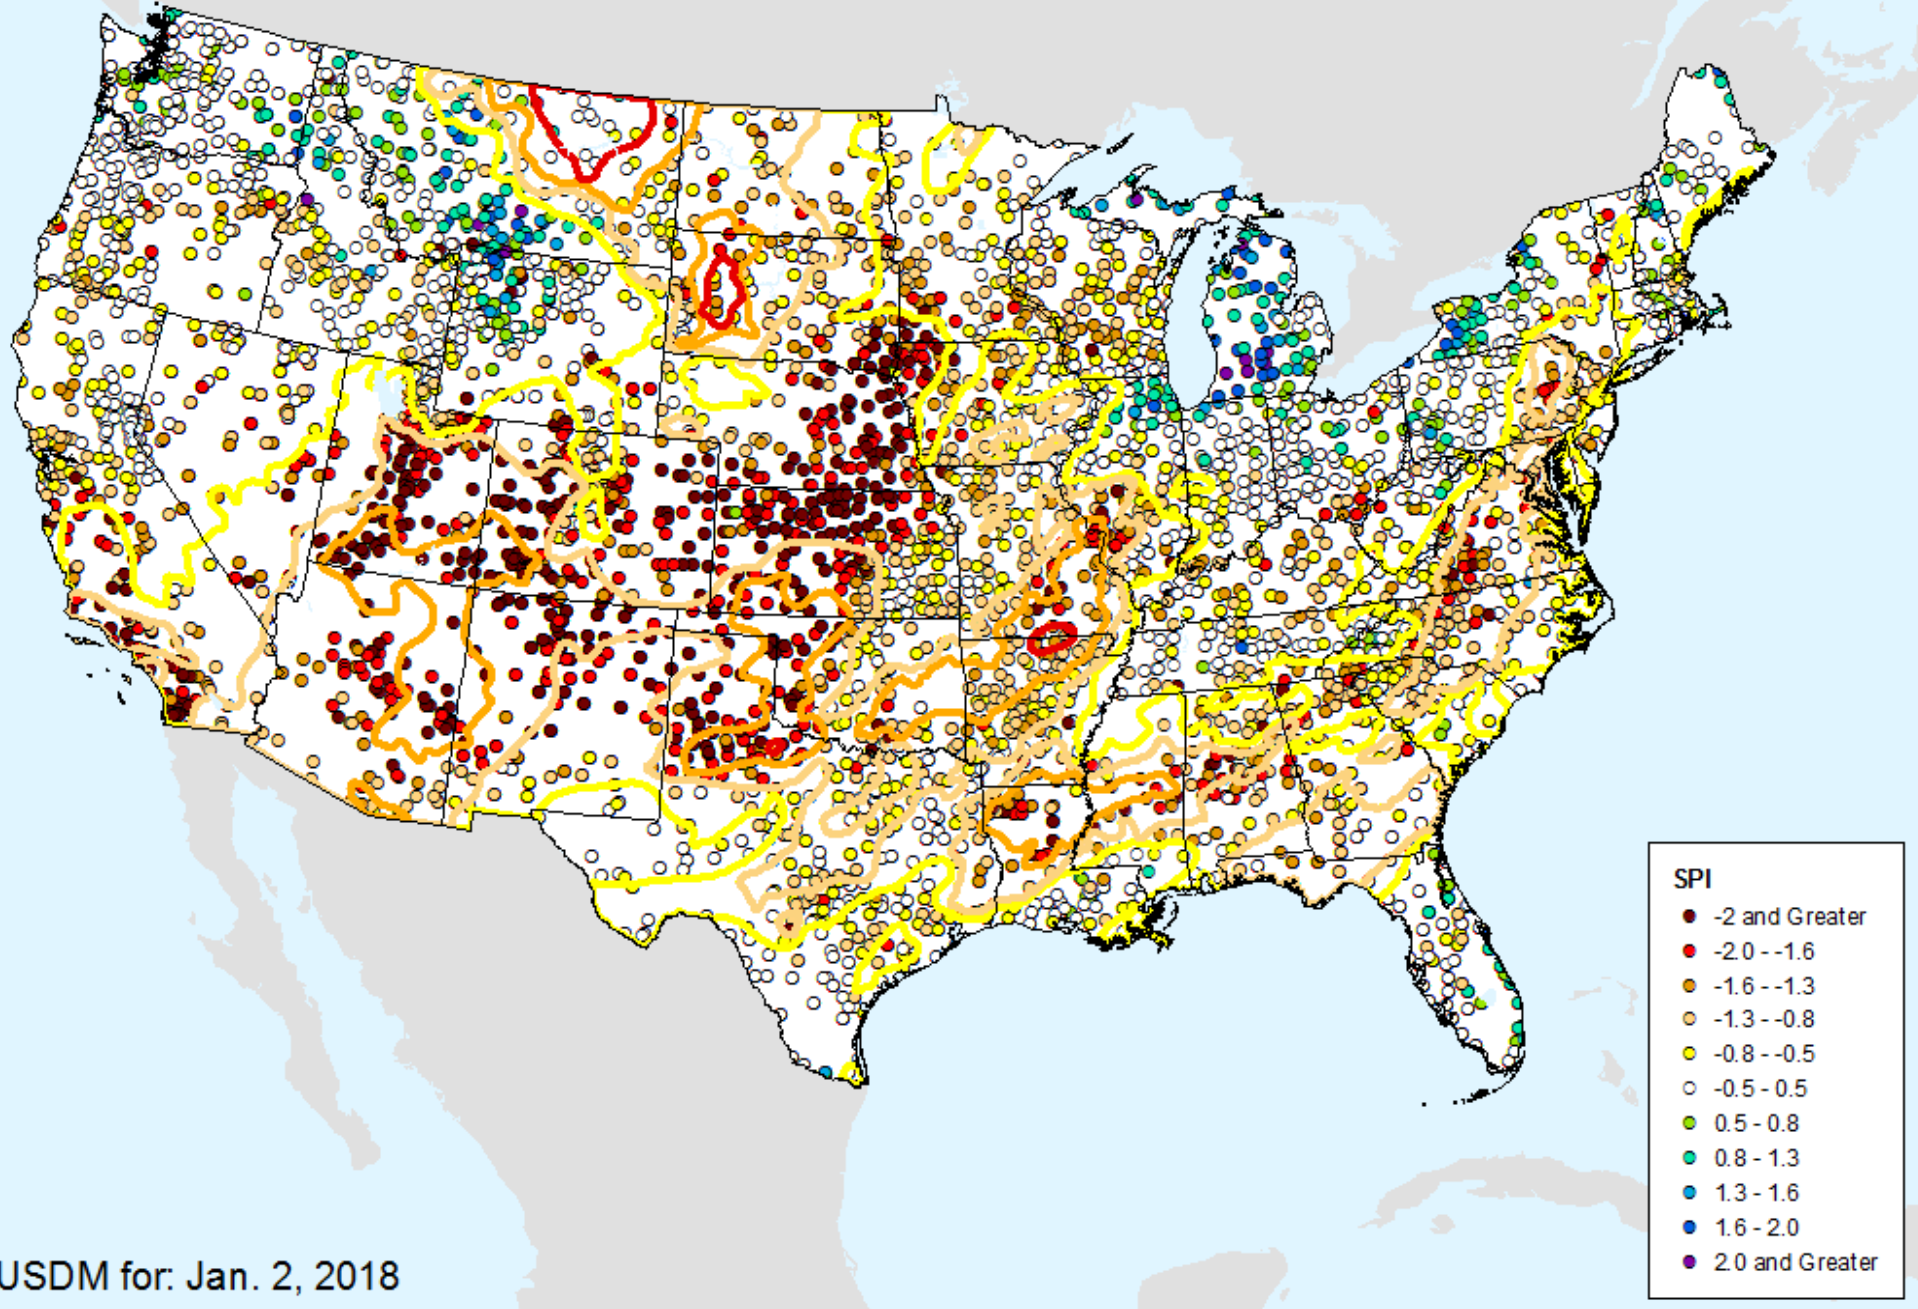 SPI
-2 and Greater
-2.0 - -1.6
-1.6 - -1.3
-1.3 - -0.8
-0.8 - -0.5
-0.5 - 0.5
0.5 - 0.8
0.8 - 1.3
1.3 - 1.6
1.6 - 2.0
2.0 and Greater
USDM for: Jan. 2, 2018